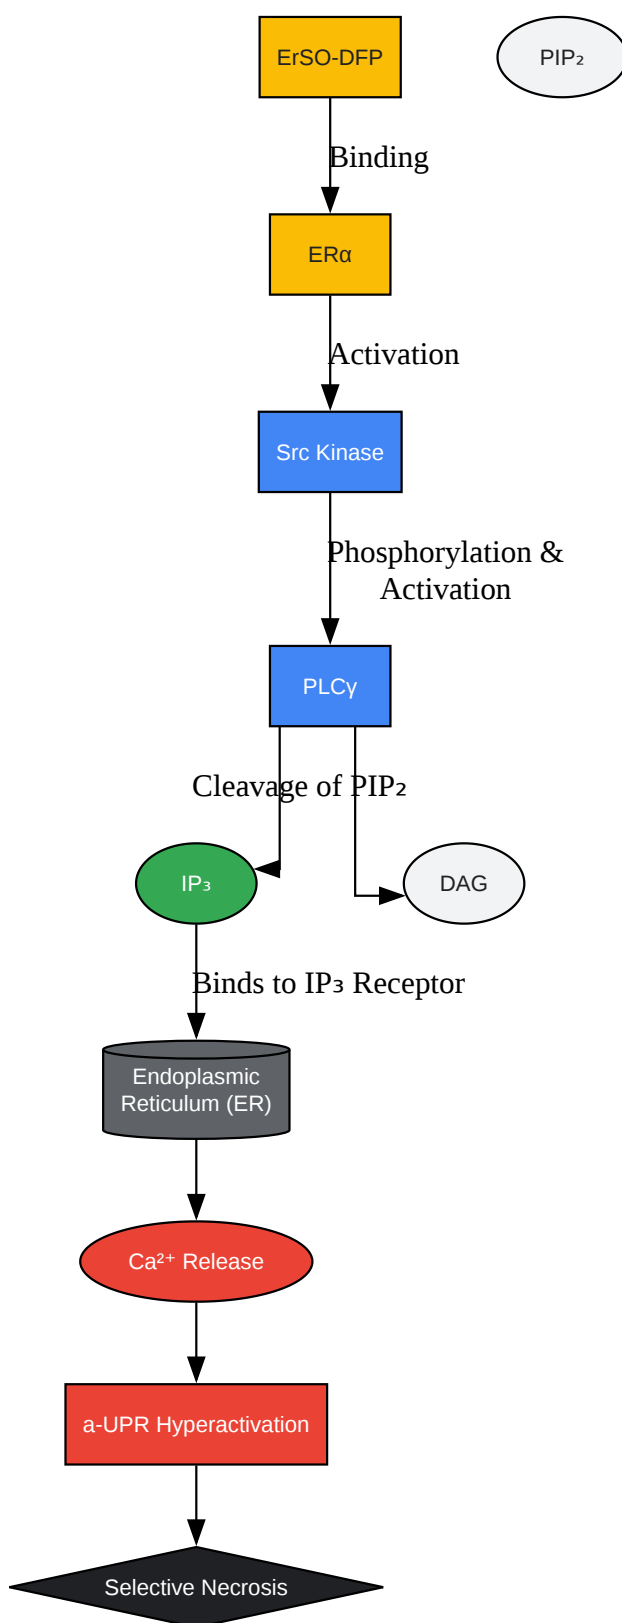 ErSO-DFP
PIP₂
Binding
ERα
Activation
Src Kinase
Phosphorylation &
Activation
PLCγ
Cleavage of PIP₂
IP₃
DAG
Binds to IP₃ Receptor
Endoplasmic
Reticulum (ER)
Ca²⁺ Release
a-UPR Hyperactivation
Selective Necrosis